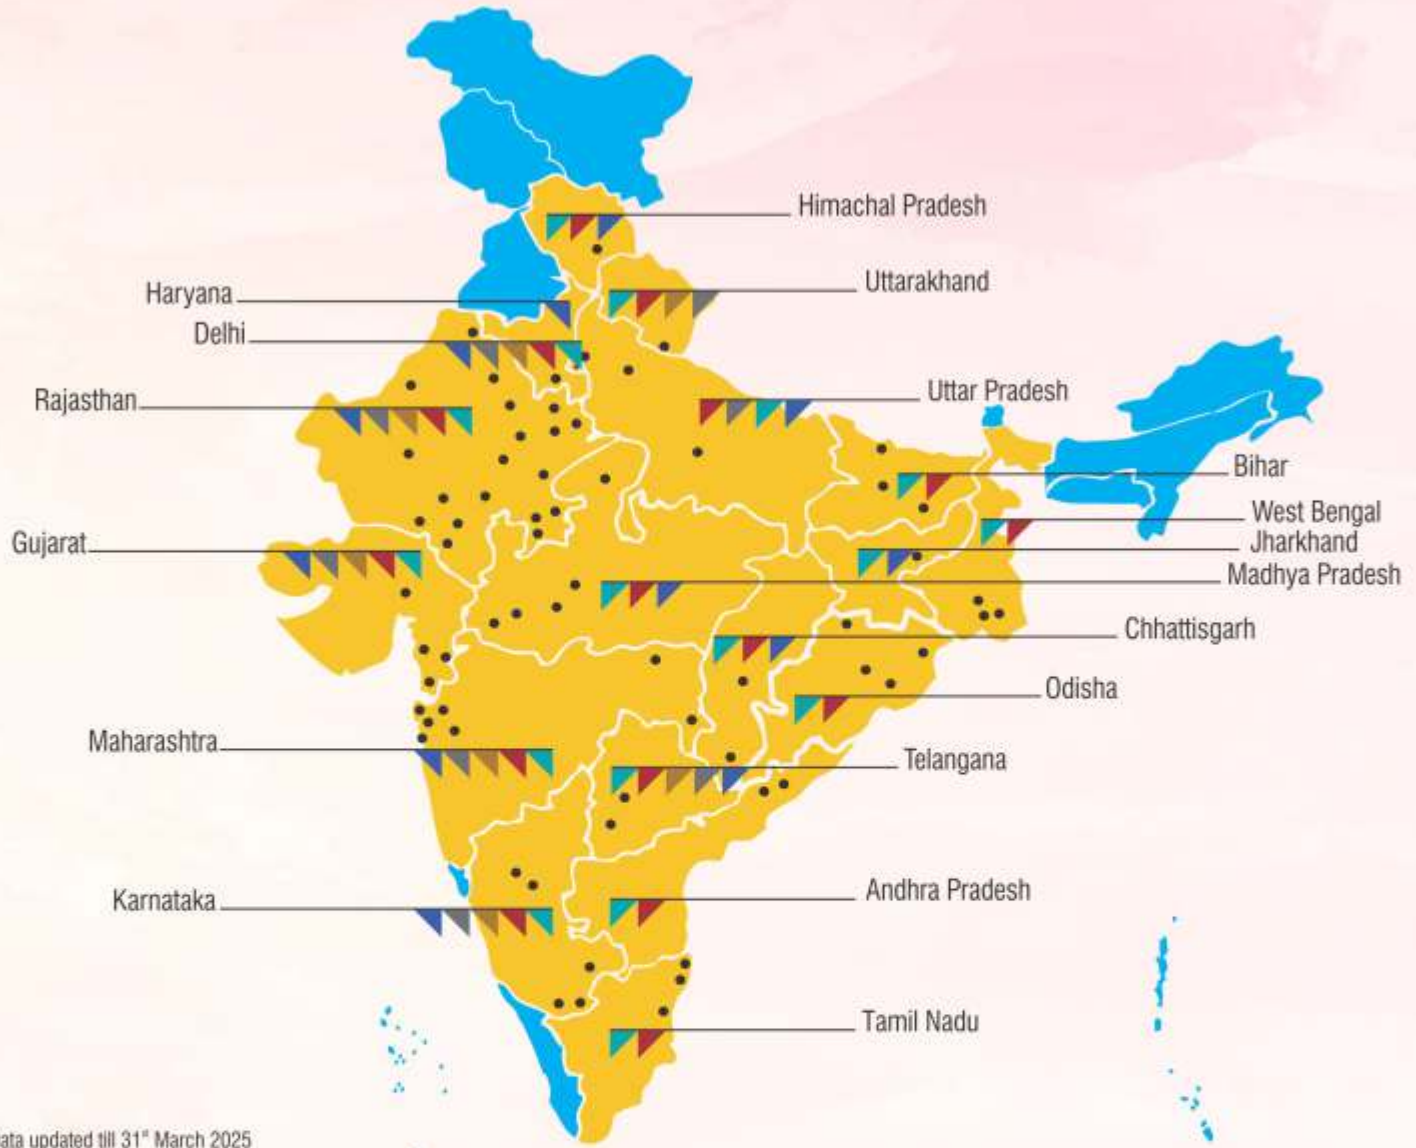 Himachal Pradesh
Uttarakhand
Haryana
Delhi
Rajasthan
Uttar Pradesh
Bihar
West Bengal
Gujarat
Jharkhand
Madhya Pradesh
Chhattisgarh
Odisha
Maharashtra
Telangana
Andhra Pradesh
Karnataka
Tamil Nadu
ata updated till 31st March 2025